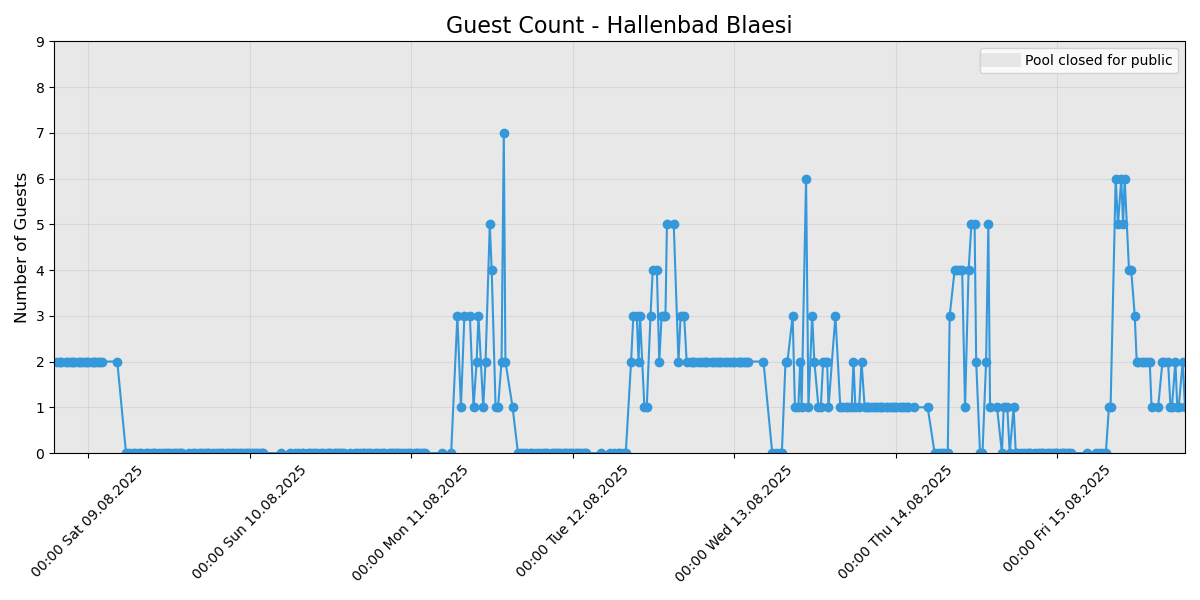 Guest Count - Hallenbad Blaesi
Pool closed for public
Number of Guests
9
8
7
6
5
4
3
2
1
0
00:00 Sat 09.08.2025
00:00 Sun 10.08.2025
00:00 Mon 11.08.2025
00:00 Tue 12.08.2025
00:00 Wed 13.08.2025
00:00 Thu 14.08.2025
00:00 Fri 15.08.2025